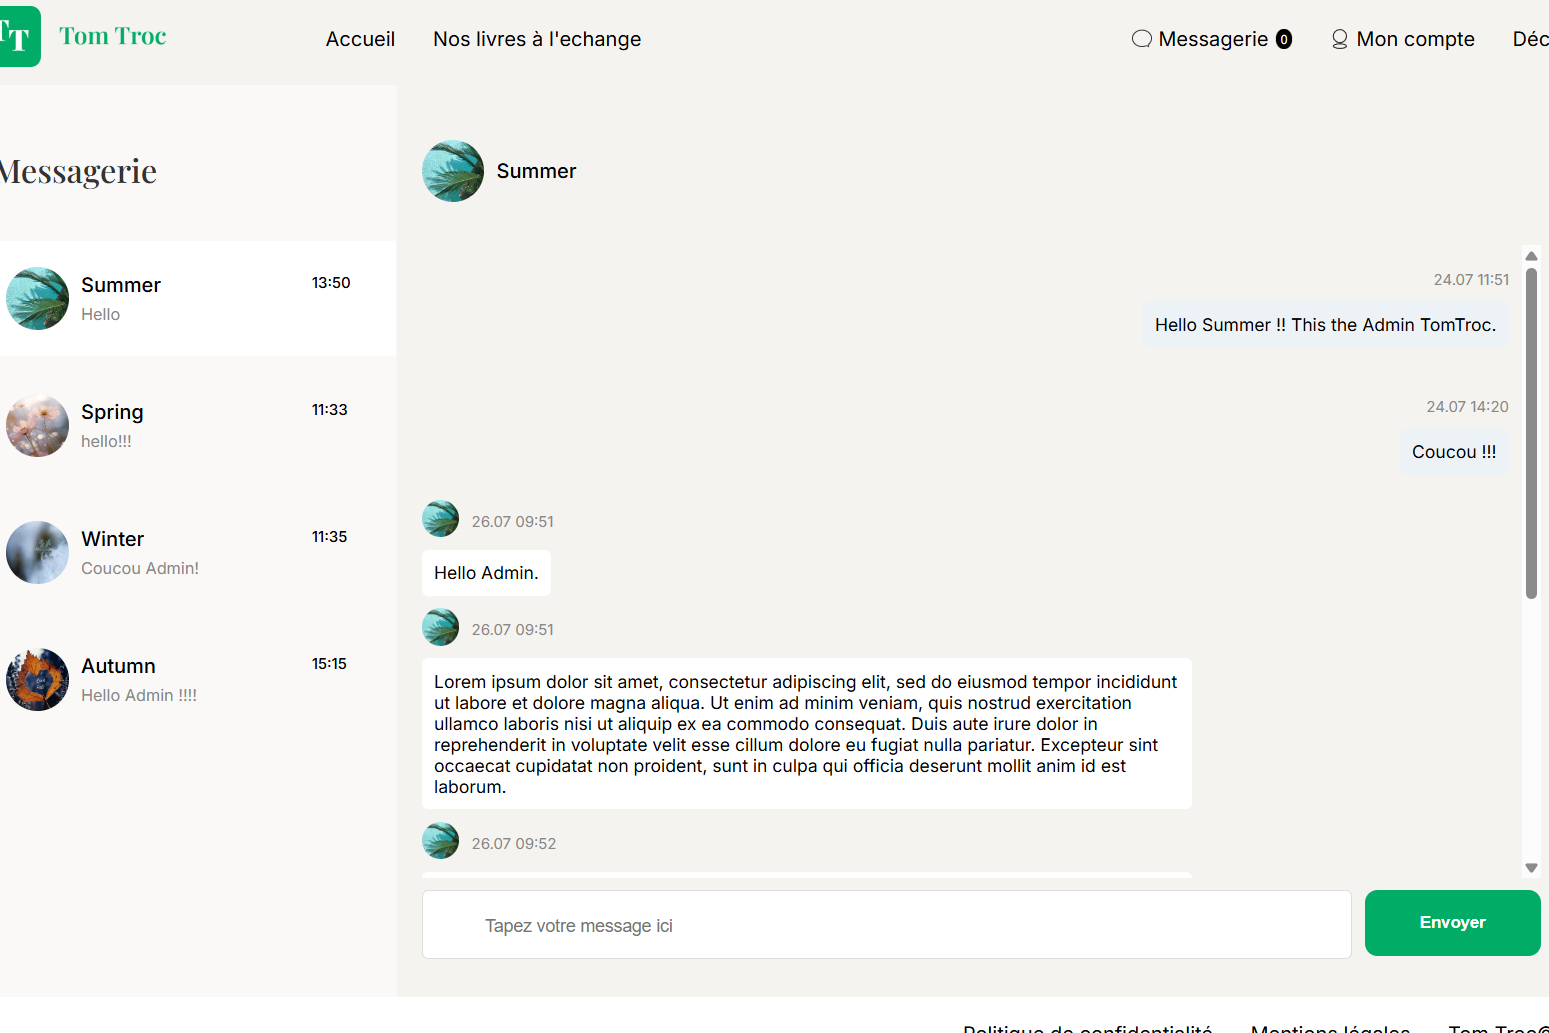 TT
Tom Troc
Accueil
Nos livres à l'echange
Messagerie 0
Mon compte
Déc
Messagerie
Summer
13:50
Hello
Spring
11:33
hello!!!
Winter
11:35
Coucou Admin!
Autumn
15:15
Hello Admin !!!!
Summer
24.07 11:51
Hello Summer !! This the Admin TomTroc.
24.07 14:20
Coucou !!!
26.07 09:51
Hello Admin.
26.07 09:51
Lorem ipsum dolor sit amet, consectetur adipiscing elit, sed do eiusmod tempor incididunt
ut labore et dolore magna aliqua. Ut enim ad minim veniam, quis nostrud exercitation
ullamco laboris nisi ut aliquip ex ea commodo consequat. Duis aute irure dolor in
reprehenderit in voluptate velit esse cillum dolore eu fugiat nulla pariatur. Excepteur sint
occaecat cupidatat non proident, sunt in culpa qui officia deserunt mollit anim id est
laborum.
26.07 09:52
Tapez votre message ici
Envoyer
Politique de confidentialité
Mentions légales
Tom Troc©